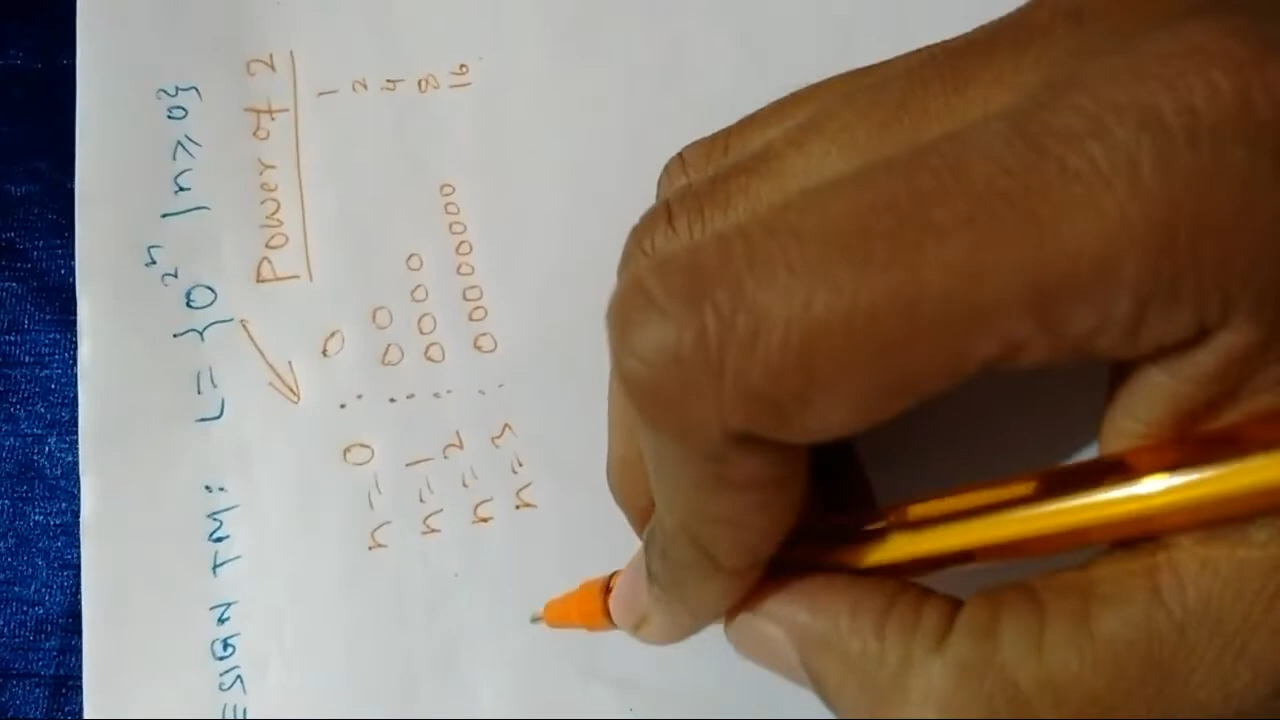 ESIGN TM: L = {0^2^n | n ≥ 0}
Power of 2
n=0 : 0 1
n=1 : 00 2
n=2 : 0000 4
n=3 : 00000000 8
16